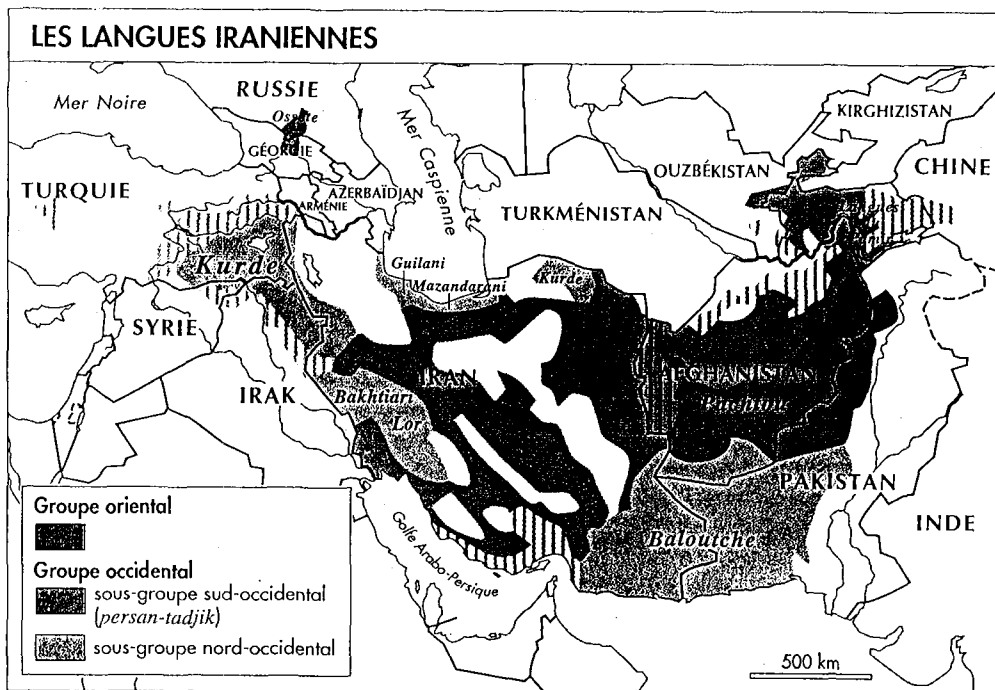 LES LANGUES IRANIENNES
Mer Noire
RUSSIE
Ossète
GÉORGIE
Mer Caspienne
KIRGHIZISTAN
OUZBÉKISTAN
CHINE
TURQUIE
AZERBAÏDJAN
ARMÉNIE
TURKMÉNISTAN
Kurde
Guilani
Mazandarani
Kurde
SYRIE
IRAN
AFGHANISTAN
Pachtou
IRAK
Bakhtiari
Lor
PAKISTAN
INDE
Baloutche
Golfe Arabo-Persique
Groupe oriental
Groupe occidental
sous-groupe sud-occidental
(persan-tadjik)
sous-groupe nord-occidental
500 km